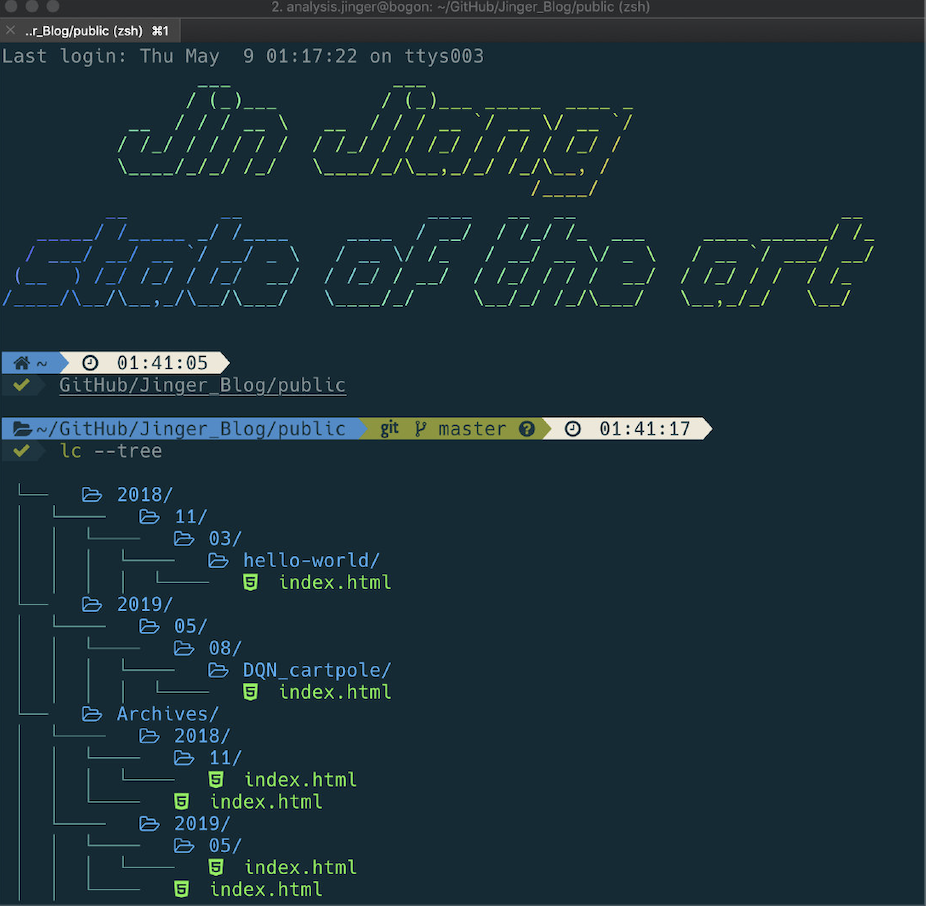 2. analysis.jinger@bogon: ~/GitHub/Jinger_Blog/public (zsh)
..r_Blog/public (zsh) ⌘1
Last login: Thu May  9 01:17:22 on ttys003
Jin Jiang
state of the art
~ 01:41:05
GitHub/Jinger_Blog/public
~/GitHub/Jinger_Blog/public git master ? 01:41:17
lc --tree
2018/
11/
03/
hello-world/
index.html
2019/
05/
08/
DQN_cartpole/
index.html
Archives/
2018/
11/
index.html
index.html
2019/
05/
index.html
index.html